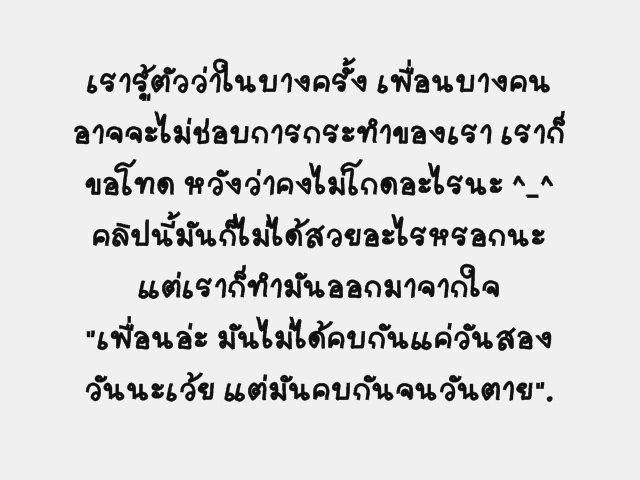 เรารู้ตัวว่าในบางครั้ง เพื่อนบางคน
อาจจะไม่ชอบการกระทำของเรา เราก็
ขอโทด หวังว่าคงไม่โกดอะไรนะ ^_^
คลิปนี้มันก็ไม่ได้สวยอะไรหรอกนะ
แต่เราก็ทำมันออกมาจากใจ
"เพื่อนอ่ะ มันไม่ได้คบกันแค่วันสอง
วันนะเว้ย แต่มันคบกันจนวันตาย".